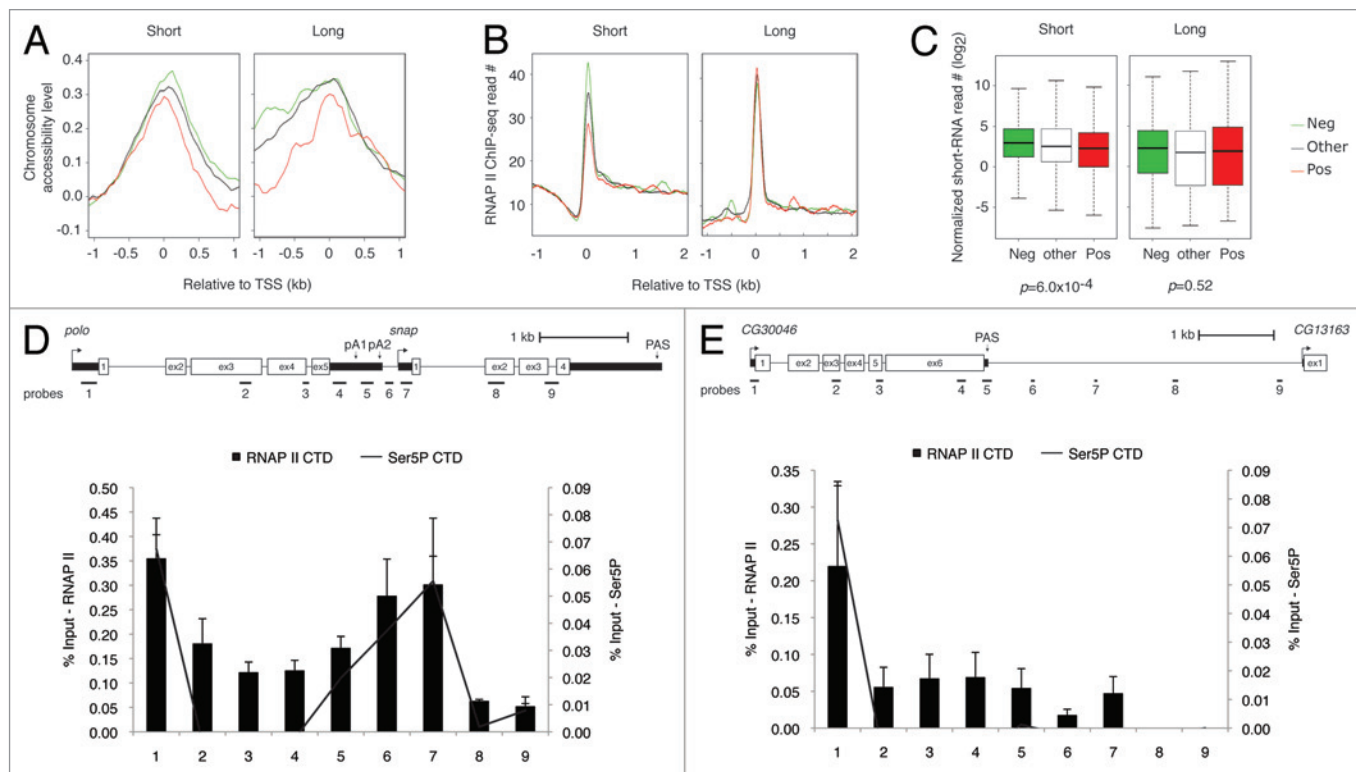 A
Short
Long
Chromosome
accessibility level
0.4
0.3
0.2
0.1
0.0
-0.1
-1 -0.5 0 0.5 1
-1 -0.5 0 0.5 1
Relative to TSS (kb)
B
Short
Long
RNAP II ChIP-seq read #
40
30
20
10
-1 0 1 2
-1 0 1 2
Relative to TSS (kb)
C
Short
Long
Normalized short-RNA read # (log2)
10
5
0
-5
Neg other Pos
Neg other Pos
p=6.0x10-4
p=0.52
Neg
Other
Pos
D
polo
snap
1 kb
pA1 pA2
PAS
1 ex2 ex3 ex4 ex5 1 ex2 ex3 4
probes 1 2 3 4 5 6 7 8 9
RNAP II CTD
Ser5P CTD
% Input - RNAP II
0.50
0.45
0.40
0.35
0.30
0.25
0.20
0.15
0.10
0.05
0.00
1 2 3 4 5 6 7 8 9
0.09
0.08
0.07
0.06
0.05
0.04
0.03
0.02
0.01
0.00
% Input - Ser5P
E
CG30046
1 kb
CG13163
PAS
1 ex2 ex3 ex4 5 ex6 ex1
probes 1 2 3 4 5 6 7 8 9
RNAP II CTD
Ser5P CTD
% Input - RNAP II
0.35
0.30
0.25
0.20
0.15
0.10
0.05
0.00
1 2 3 4 5 6 7 8 9
0.09
0.08
0.07
0.06
0.05
0.04
0.03
0.02
0.01
0.00
% Input - Ser5P